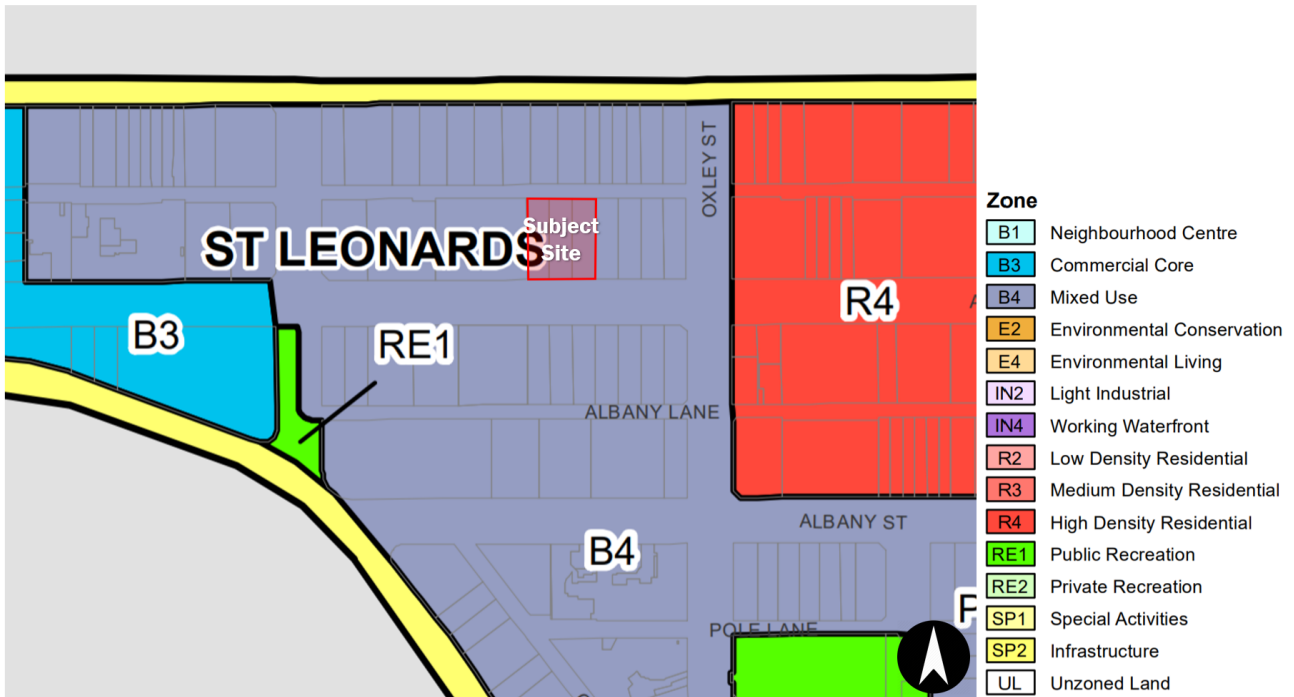 OXLEY ST
Subject
Site
ST LEONARDS
R4
B3
RE1
ALBANY LANE
ALBANY ST
B4
POLE LANE
Zone
B1 Neighbourhood Centre
B3 Commercial Core
B4 Mixed Use
E2 Environmental Conservation
E4 Environmental Living
IN2 Light Industrial
IN4 Working Waterfront
R2 Low Density Residential
R3 Medium Density Residential
R4 High Density Residential
RE1 Public Recreation
RE2 Private Recreation
SP1 Special Activities
SP2 Infrastructure
UL Unzoned Land